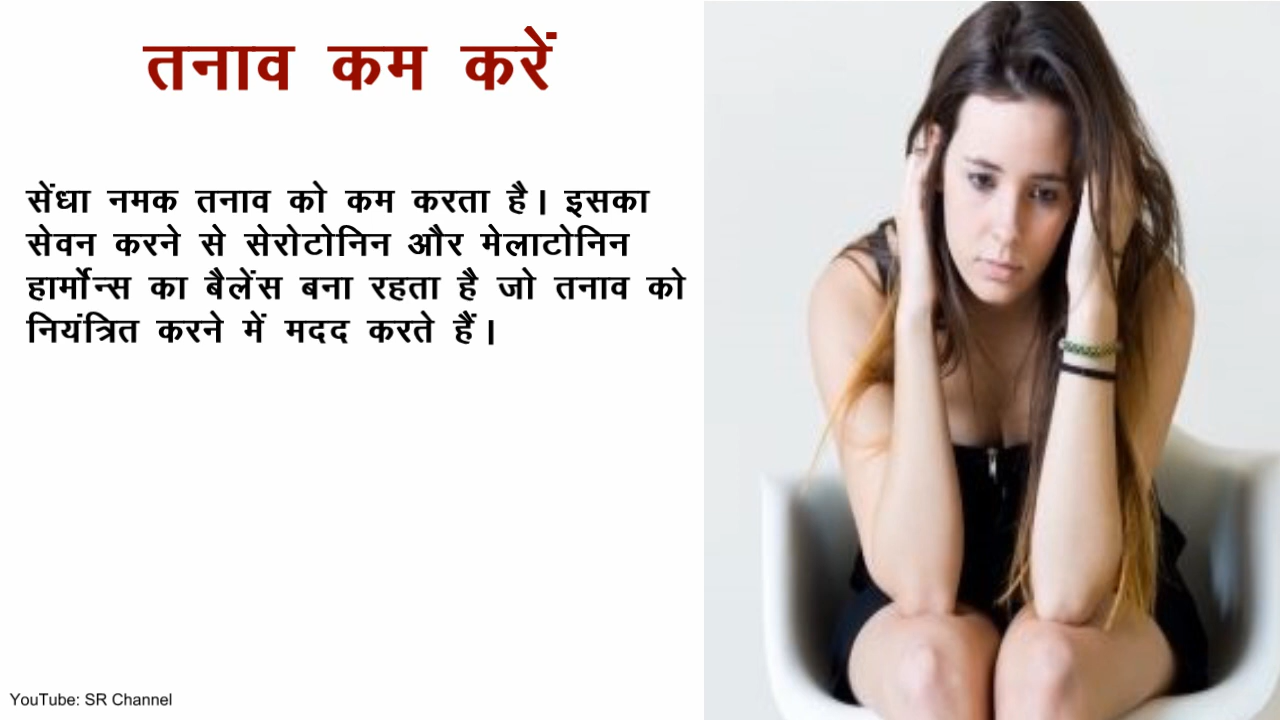 तनाव कम करें
सेंधा नमक तनाव को कम करता है। इसका
सेवन करने से सेरोटोनिन और मेलाटोनिन
हार्मोन्स का बैलेंस बना रहता है जो तनाव को
नियंत्रित करने में मदद करते हैं।
YouTube: SR Channel